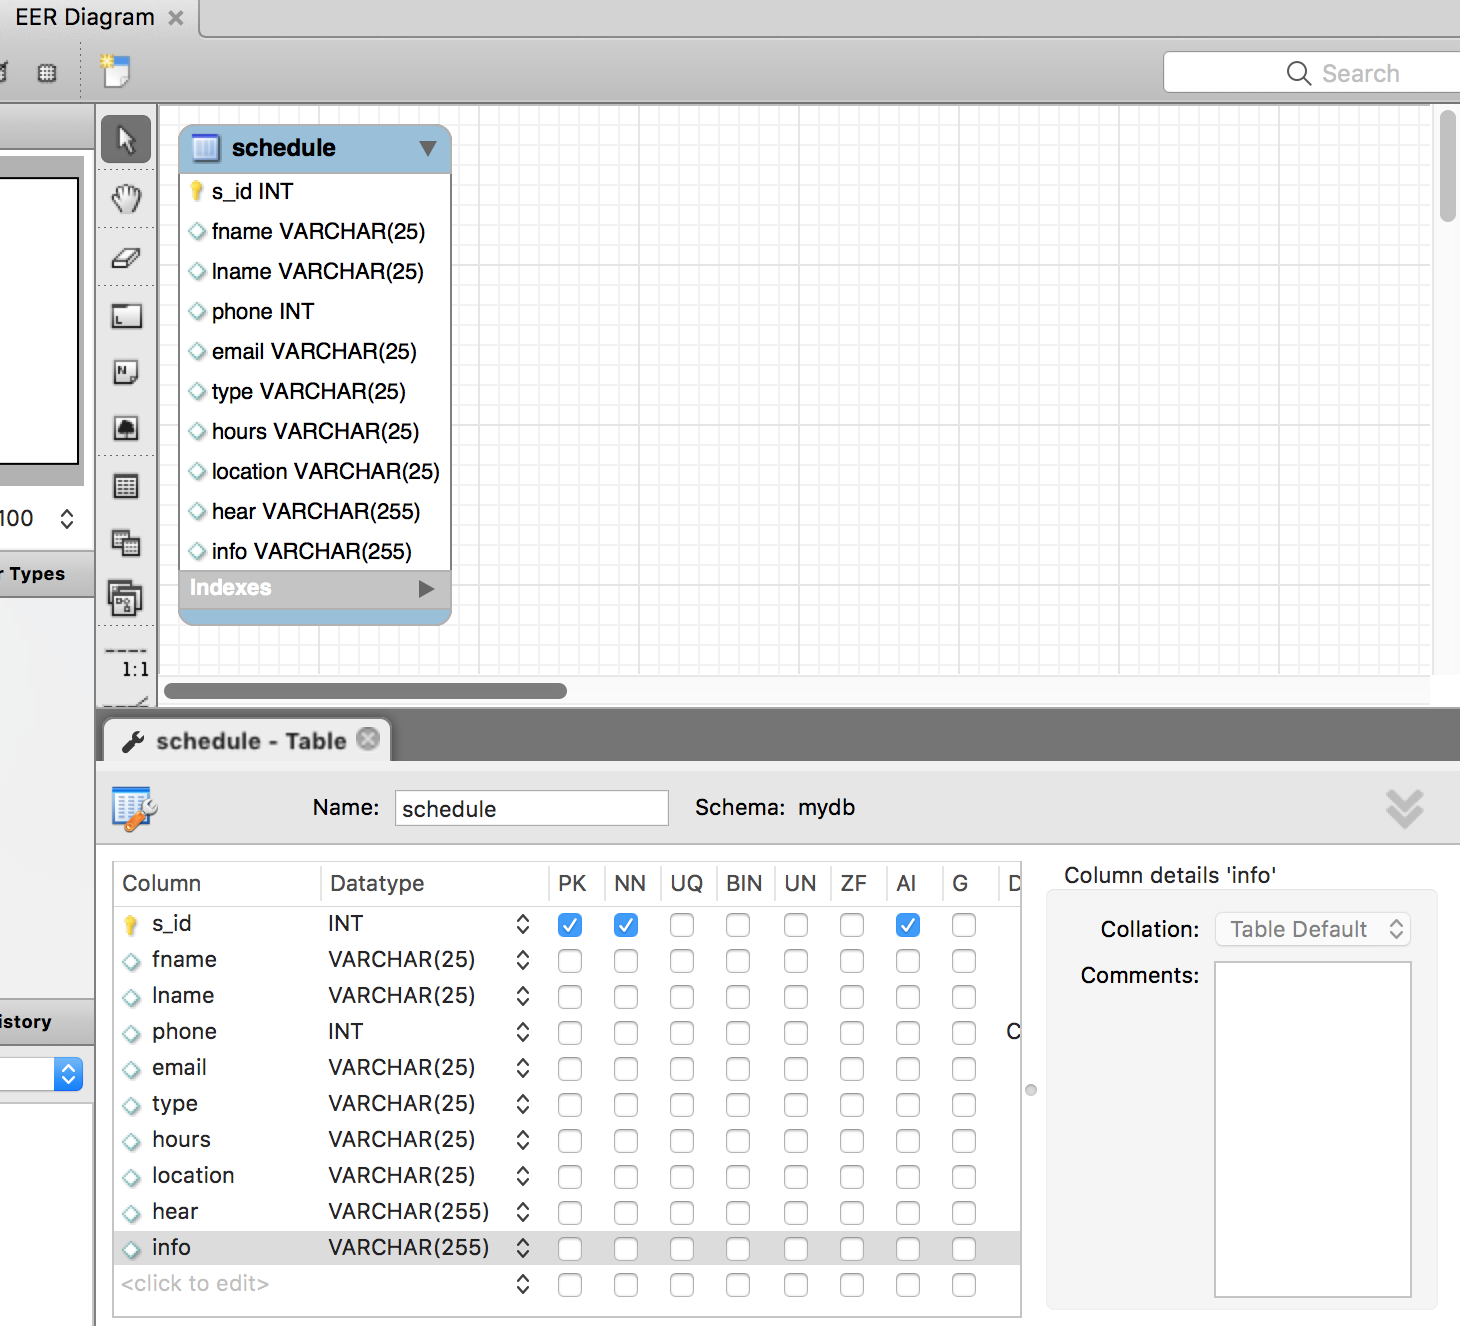 EER Diagram
Search
schedule
s_id INT
fname VARCHAR(25)
lname VARCHAR(25)
phone INT
email VARCHAR(25)
type VARCHAR(25)
hours VARCHAR(25)
location VARCHAR(25)
hear VARCHAR(255)
info VARCHAR(255)
Indexes
100
r Types
1:1
schedule - Table
Name: schedule Schema: mydb
Column Datatype PK NN UQ BIN UN ZF AI G D
s_id INT
fname VARCHAR(25)
lname VARCHAR(25)
phone INT C
email VARCHAR(25)
type VARCHAR(25)
hours VARCHAR(25)
location VARCHAR(25)
hear VARCHAR(255)
info VARCHAR(255)
<click to edit>
Column details 'info'
Collation: Table Default
Comments:
istory